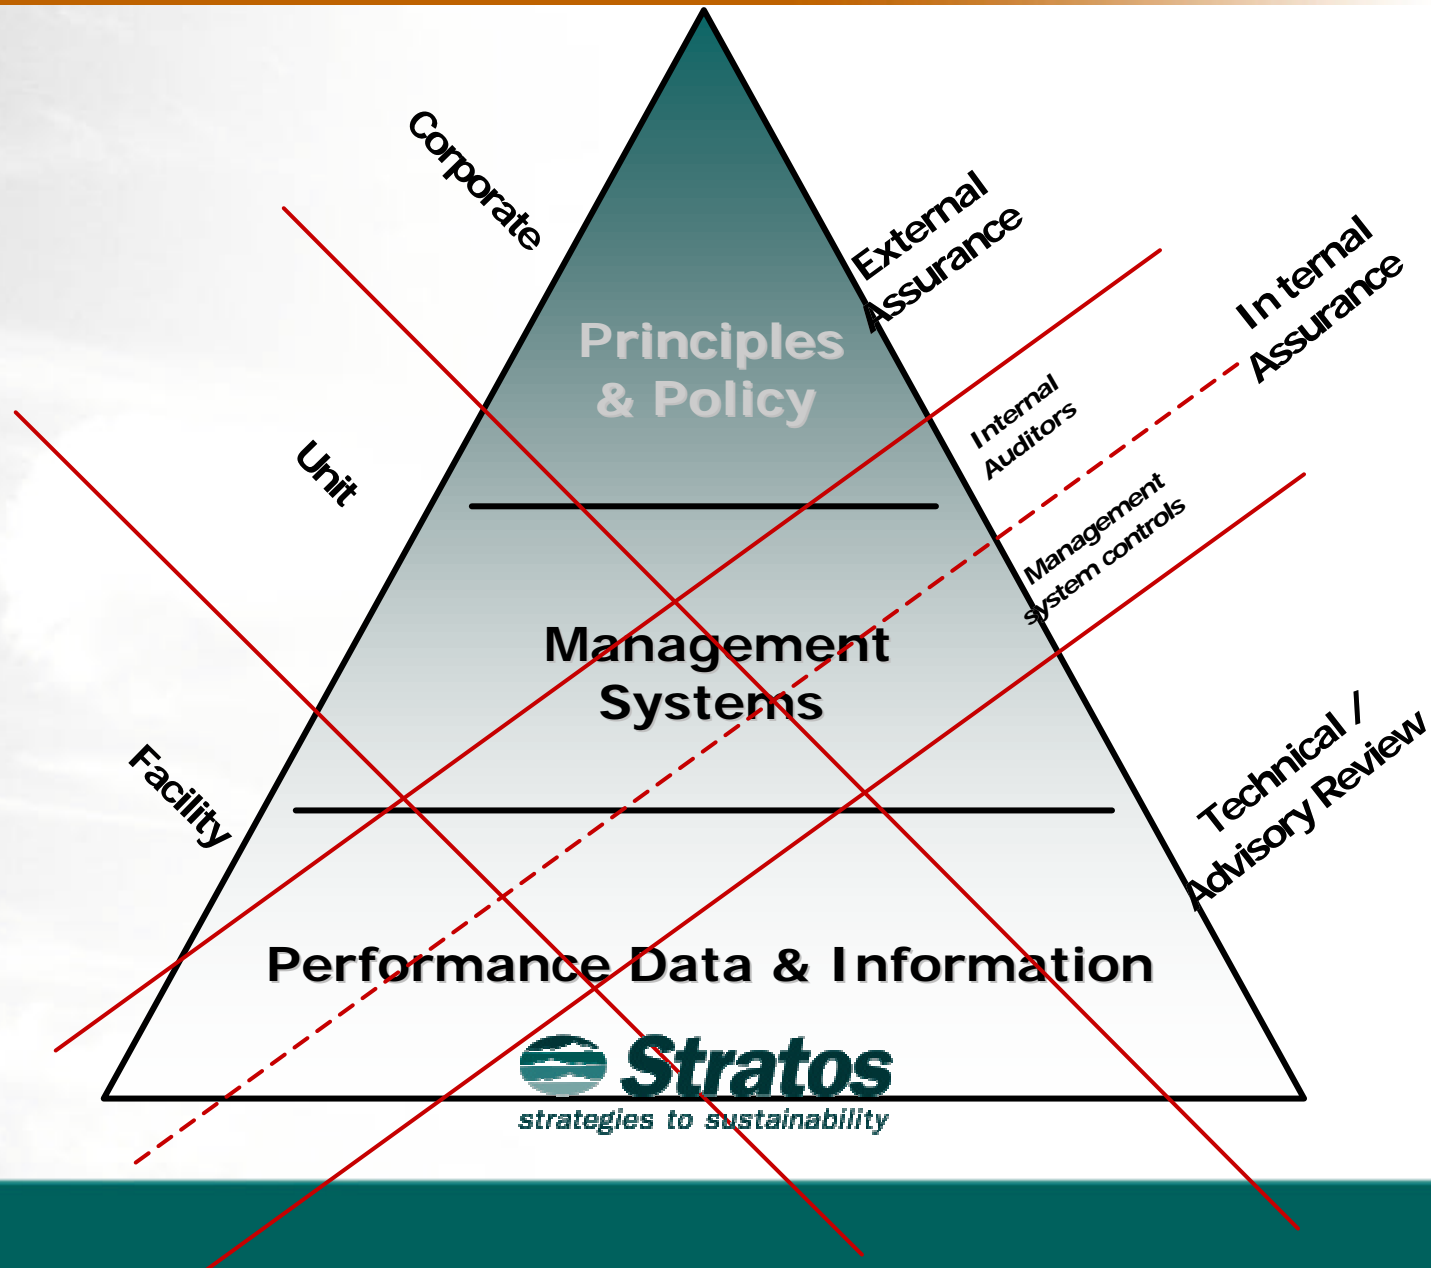 Corporate
External
Assurance
Internal
Assurance
Principles
& Policy
Internal
Auditors
Unit
Management
system controls
Management
Systems
Technical /
Advisory Review
Facility
Performance Data & Information
Stratos
strategies to sustainability